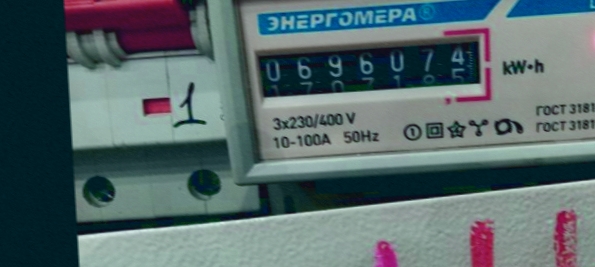 ЭНЕРГОМЕРА®
0 6 9 6 0 7 4
kW•h
1
3x230/400 V
10-100A 50Hz
ГОСТ 3181
ГОСТ 3181